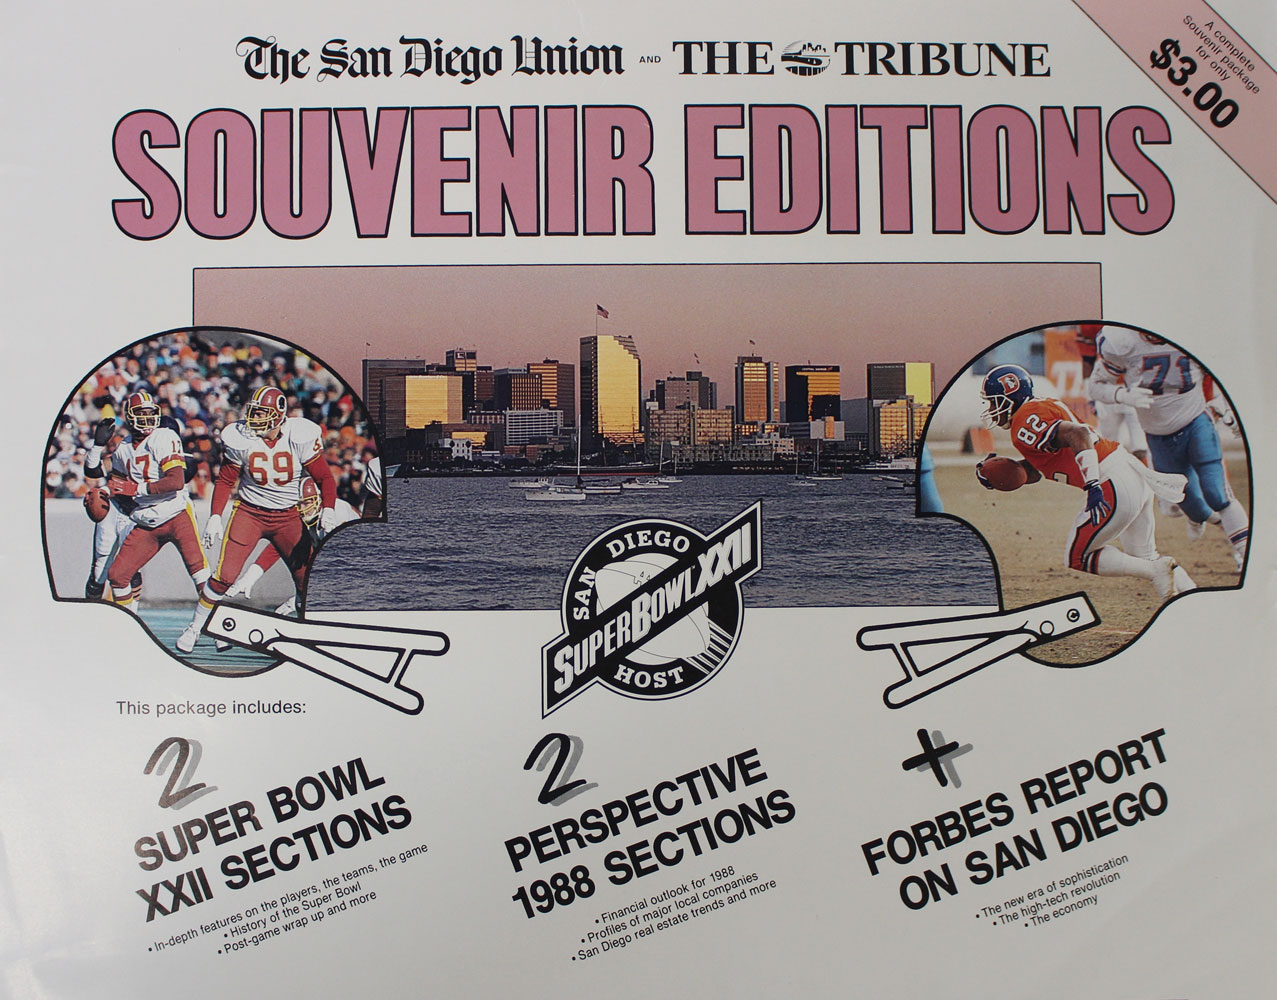 The San Diego Union AND THE TRIBUNE
A complete
Souvenir package
for only
$3.00
SOUVENIR EDITIONS
17
69
82
71
SAN DIEGO
SUPER BOWL XXII
HOST
This package includes:
2
SUPER BOWL
XXII SECTIONS
• In-depth features on the players, the teams, the game
• History of the Super Bowl
• Post-game wrap up and more
2
PERSPECTIVE
1988 SECTIONS
• Financial outlook for 1988
• Profiles of major local companies
• San Diego real estate trends and more
+
FORBES REPORT
ON SAN DIEGO
• The new era of sophistication
• The high-tech revolution
• The economy